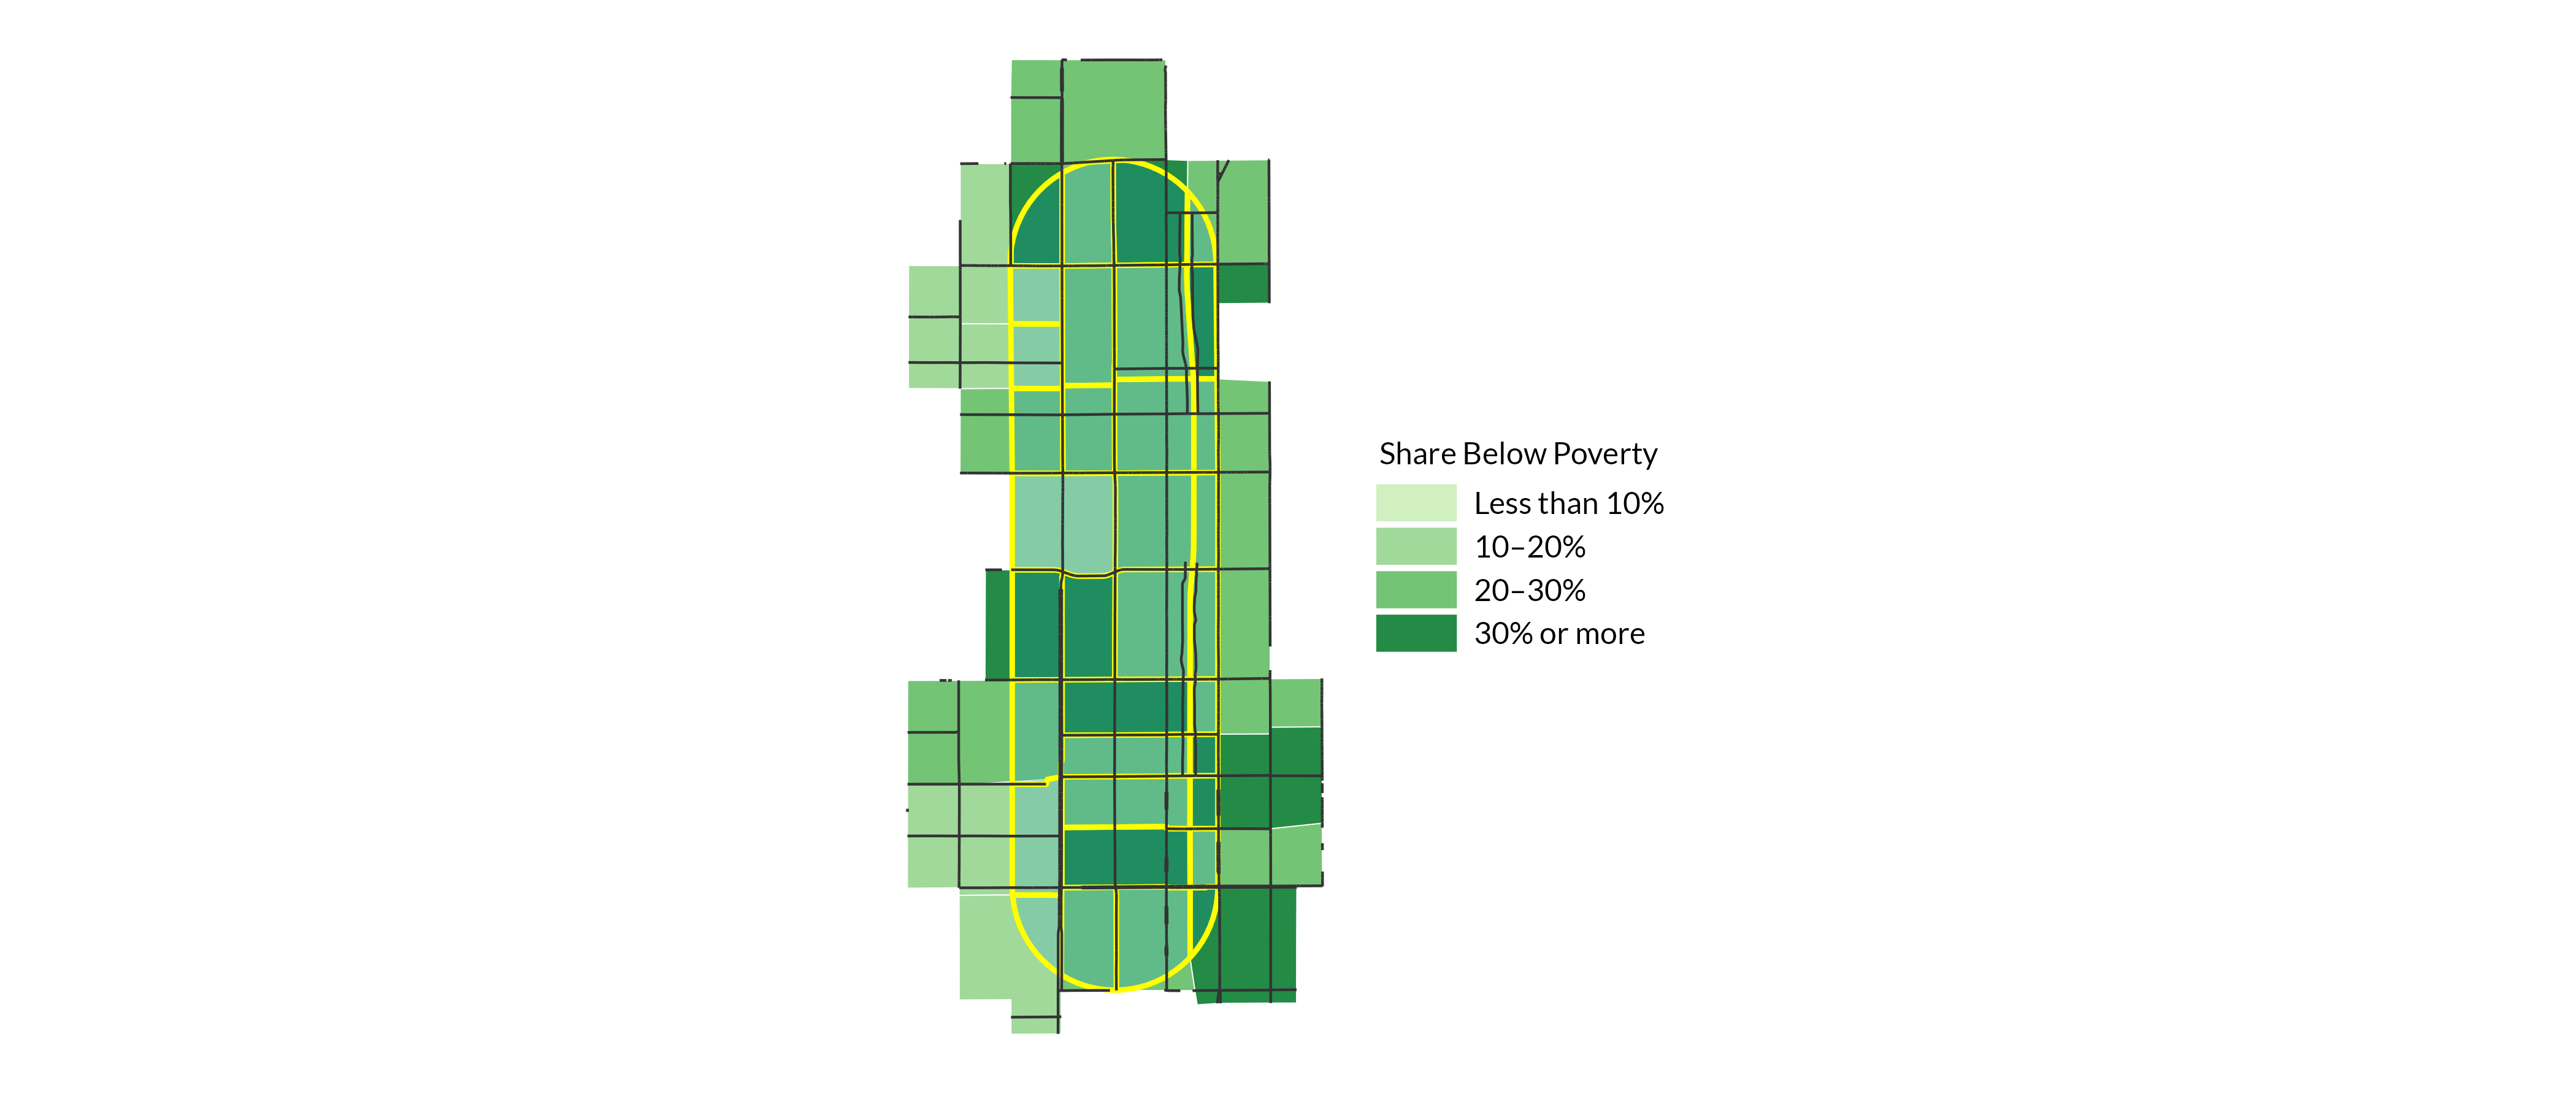 Share Below Poverty
Less than 10%
10–20%
20–30%
30% or more